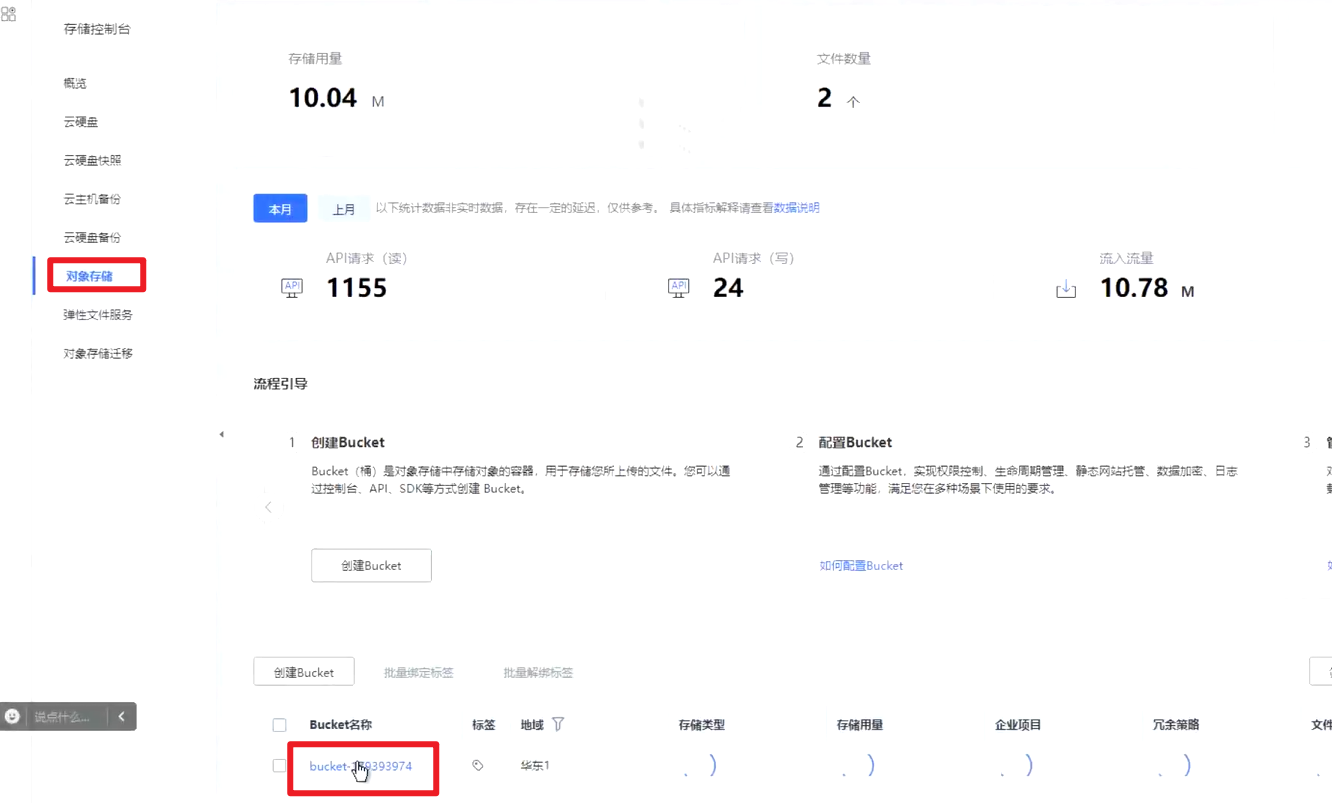 存储控制台
概览
云硬盘
云硬盘快照
云主机备份
云硬盘备份
对象存储
弹性文件服务
对象存储迁移
存储用量
10.04 M
文件数量
2 个
本月 上月 以下统计数据非实时数据，存在一定的延迟，仅供参考。 具体指标解释请查看数据说明
API请求（读）
API 1155
API请求（写）
API 24
流入流量
10.78 M
流程引导
1 创建Bucket
Bucket（桶）是对象存储中存储对象的容器，用于存储您所上传的文件。您可以通
过控制台、API、SDK等方式创建 Bucket。
创建Bucket
2 配置Bucket
通过配置Bucket，实现权限控制、生命周期管理、静态网站托管、数据加密、日志
管理等功能，满足您在多种场景下使用的要求。
如何配置Bucket
3
创建Bucket 批量绑定标签 批量解绑标签
说点什么...
Bucket名称 标签 地域 存储类型 存储用量 企业项目 冗余策略 文件
华东1